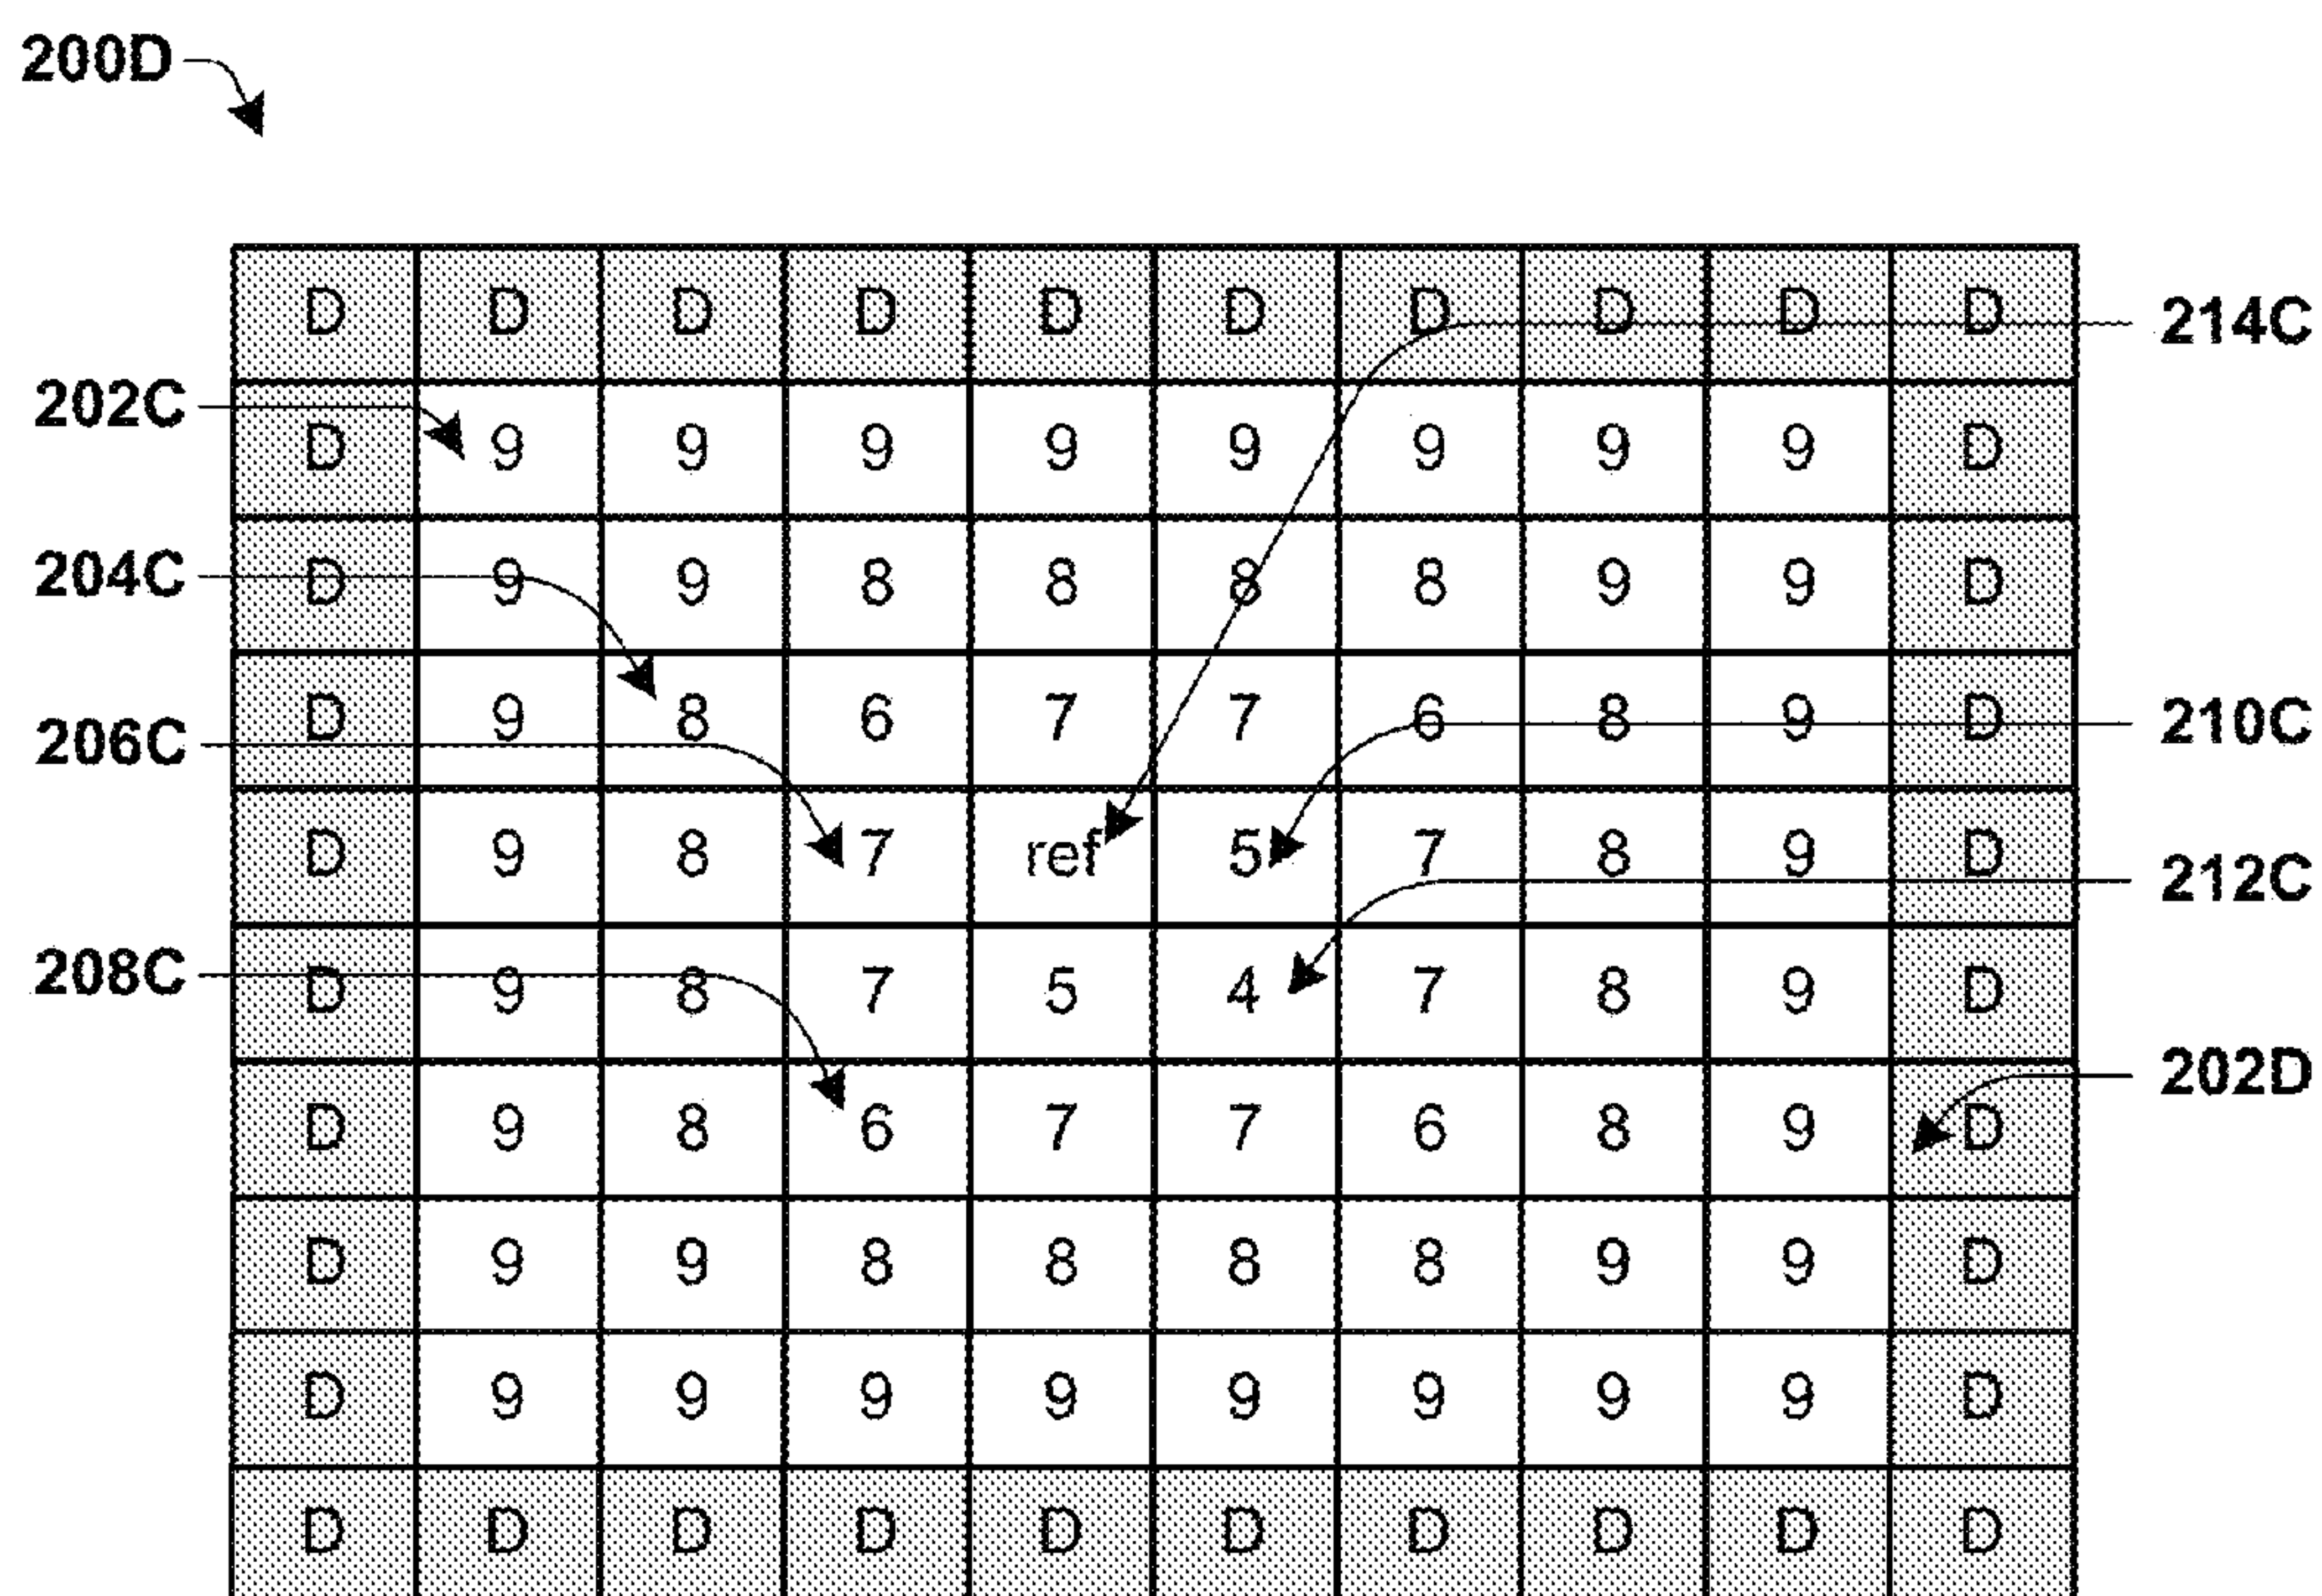 200D
D D D D D D D D D D 214C
202C D 9 9 9 9 9 9 9 9 D
204C D 9 9 8 8 8 8 9 9 D
D 9 8 6 7 7 6 8 9 D 210C
206C
D 9 8 7 ref 5 7 8 9 D
212C
208C D 9 8 7 5 4 7 8 9 D
202D
D 9 8 6 7 7 6 8 9 D
D 9 9 8 8 8 8 9 9 D
D 9 9 9 9 9 9 9 9 D
D D D D D D D D D D